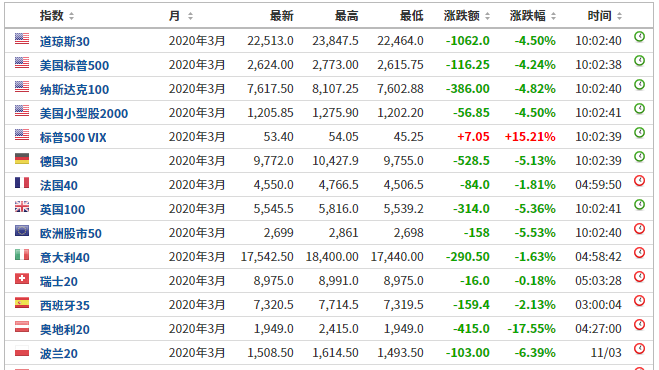 指数 月 最新 最高 最低 涨跌额 涨跌幅 时间
道琼斯30 2020年3月 22,513.0 23,847.5 22,464.0 -1062.0 -4.50% 10:02:40
美国标普500 2020年3月 2,624.00 2,773.00 2,615.75 -116.25 -4.24% 10:02:38
纳斯达克100 2020年3月 7,617.50 8,107.25 7,602.88 -386.00 -4.82% 10:02:40
美国小型股2000 2020年3月 1,205.85 1,275.90 1,202.20 -56.85 -4.50% 10:02:41
标普500 VIX 2020年3月 53.40 54.05 45.25 +7.05 +15.21% 10:02:39
德国30 2020年3月 9,772.0 10,427.9 9,755.0 -528.5 -5.13% 10:02:39
法国40 2020年3月 4,550.0 4,766.5 4,506.5 -84.0 -1.81% 04:59:50
英国100 2020年3月 5,545.5 5,816.0 5,539.2 -314.0 -5.36% 10:02:41
欧洲股市50 2020年3月 2,699 2,861 2,698 -158 -5.53% 10:02:40
意大利40 2020年3月 17,542.50 18,400.00 17,440.00 -290.50 -1.63% 04:58:42
瑞士20 2020年3月 8,975.0 8,991.0 8,975.0 -16.0 -0.18% 05:03:28
西班牙35 2020年3月 7,320.5 7,714.5 7,319.5 -159.4 -2.13% 03:00:04
奥地利20 2020年3月 1,949.0 2,415.0 1,949.0 -415.0 -17.55% 04:27:00
波兰20 2020年3月 1,508.50 1,614.50 1,493.50 -103.00 -6.39% 11/03